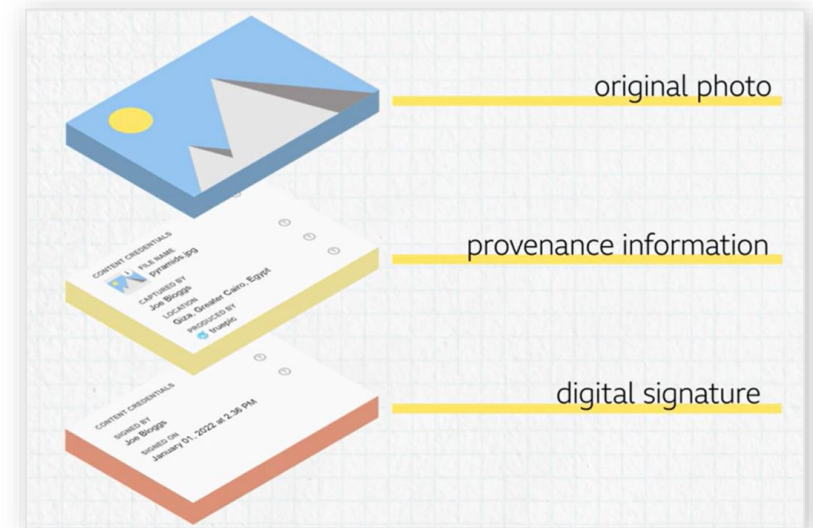 original photo
CONTENT CREDENTIALS
FILE NAME
pyramids.jpg
CAPTURED BY
Joe Bloggs
LOCATION
Giza, Greater Cairo, Egypt
PRODUCED BY
truepic
provenance information
CONTENT CREDENTIALS
SIGNED BY
Joe Bloggs
SIGNED ON
January 01, 2022 at 2.36 PM
digital signature